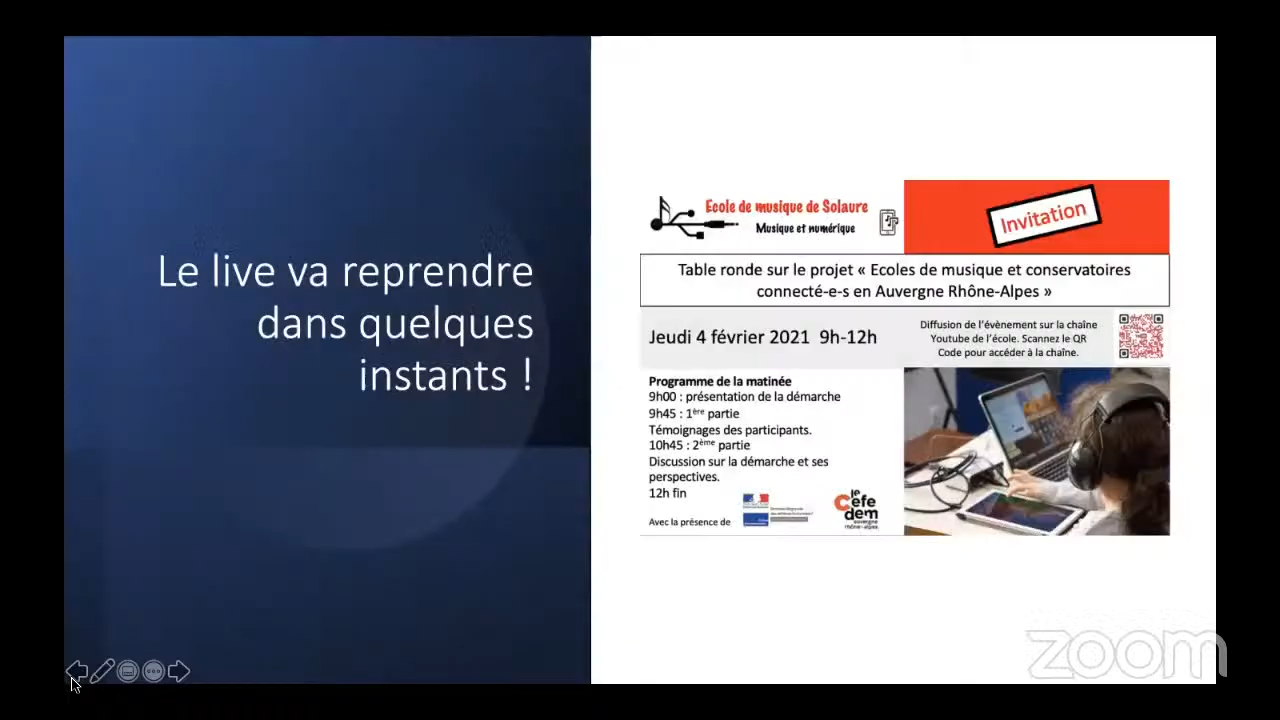 Le live va reprendre
dans quelques
instants !
Ecole de musique de Solaure
Musique et numérique
Invitation
Table ronde sur le projet « Ecoles de musique et conservatoires
connecté-e-s en Auvergne Rhône-Alpes »
Jeudi 4 février 2021 9h-12h
Diffusion de l'évènement sur la chaîne
Youtube de l'école. Scannez le QR
Code pour accéder à la chaîne.
Programme de la matinée
9h00 : présentation de la démarche
9h45 : 1ère partie
Témoignages des participants.
10h45 : 2ème partie
Discussion sur la démarche et ses
perspectives.
12h fin
Avec la présence de
le
Cefe
dem
auvergne
rhône-alpes
zoom